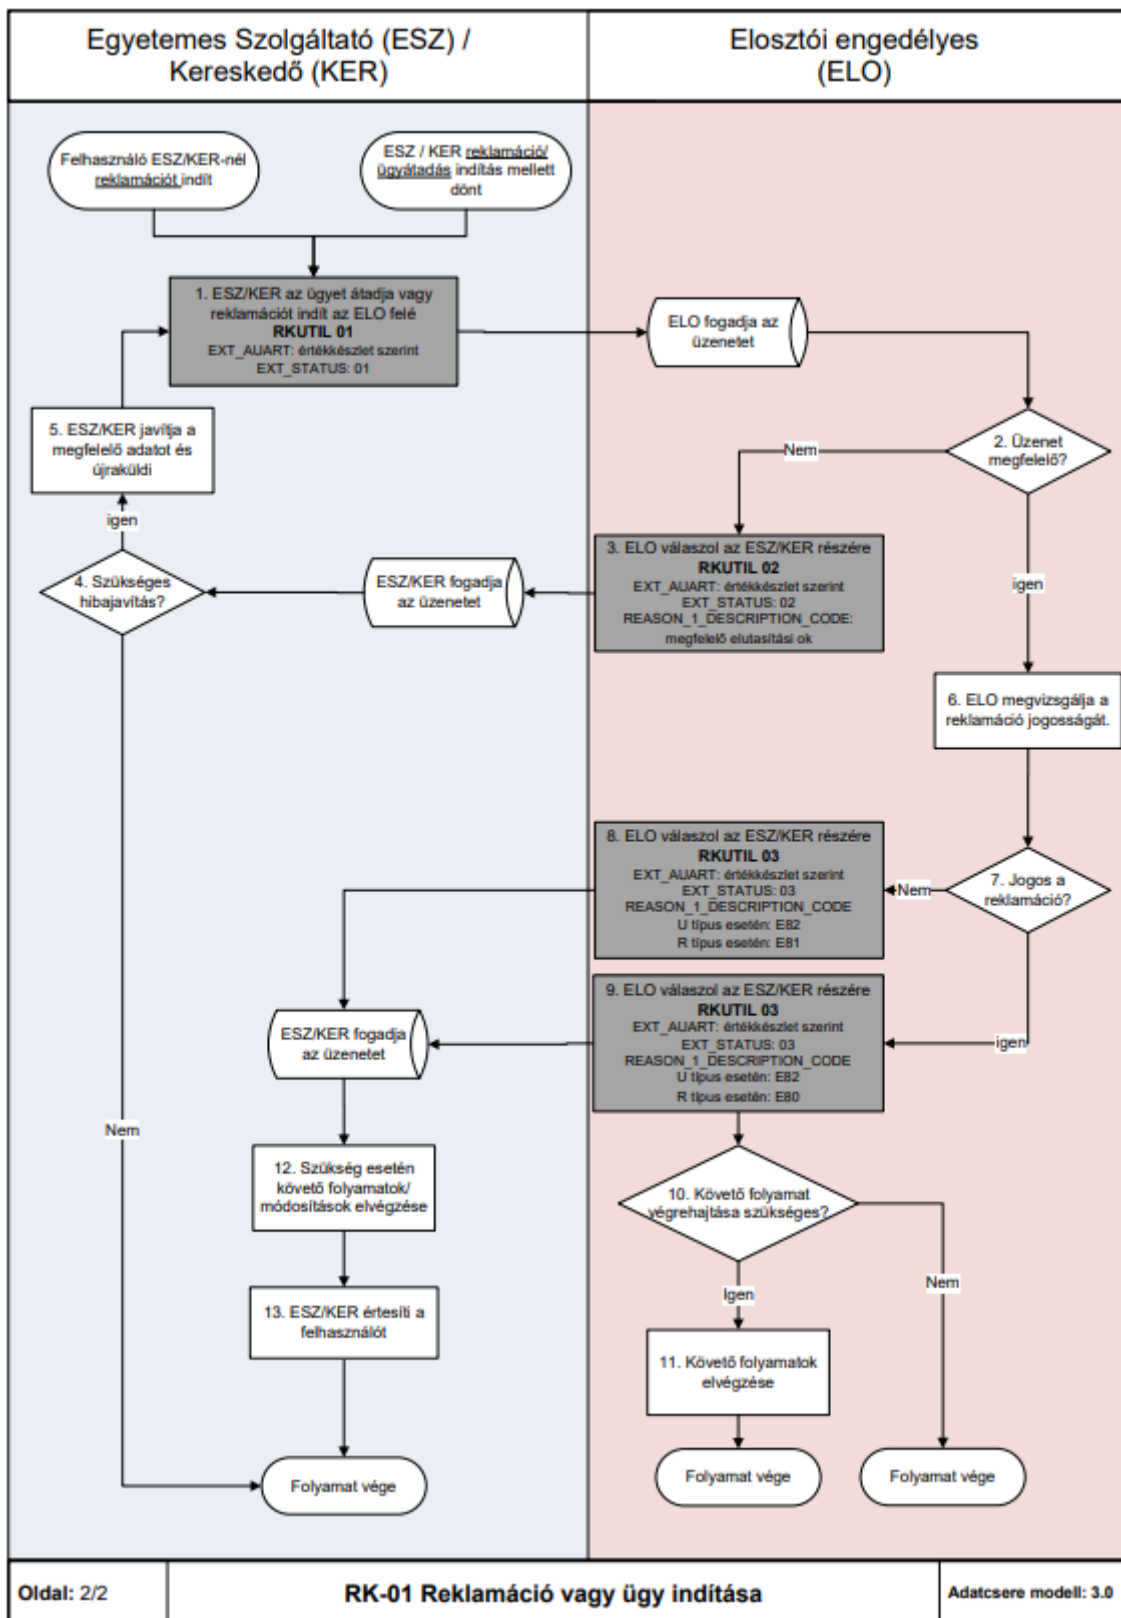 Egyetemes Szolgáltató (ESZ) /
Kereskedő (KER)
Elosztói engedélyes
(ELO)
Felhasználó ESZ/KER-nél
reklamációt indít
ESZ / KER reklamáció/
ügyátadás indítás mellett
dönt
1. ESZ/KER az ügyet átadja vagy
reklamációt indít az ELO felé
RKUTIL 01
EXT_AUART: értékkészlet szerint
EXT_STATUS: 01
ELO fogadja az
üzenetet
5. ESZ/KER javítja a
megfelelő adatot és
újraküldi
2. Üzenet
megfelelő?
Nem
igen
3. ELO válaszol az ESZ/KER részére
RKUTIL 02
EXT_AUART: értékkészlet szerint
EXT_STATUS: 02
REASON_1_DESCRIPTION_CODE:
megfelelő elutasítási ok
ESZ/KER fogadja
az üzenetet
4. Szükséges
hibajavítás?
igen
6. ELO megvizsgálja a
reklamáció jogosságát.
8. ELO válaszol az ESZ/KER részére
RKUTIL 03
EXT_AUART: értékkészlet szerint
EXT_STATUS: 03
REASON_1_DESCRIPTION_CODE
U típus esetén: E82
R típus esetén: E81
Nem
7. Jogos a
reklamáció?
9. ELO válaszol az ESZ/KER részére
RKUTIL 03
EXT_AUART: értékkészlet szerint
EXT_STATUS: 03
REASON_1_DESCRIPTION_CODE
U típus esetén: E82
R típus esetén: E80
igen
ESZ/KER fogadja
az üzenetet
Nem
12. Szükség esetén
követő folyamatok/
módosítások elvégzése
10. Követő folyamat
végrehajtása szükséges?
Igen
Nem
13. ESZ/KER értesíti a
felhasználót
11. Követő folyamatok
elvégzése
Folyamat vége
Folyamat vége
Folyamat vége
Oldal: 2/2
RK-01 Reklamáció vagy ügy indítása
Adatcsere modell: 3.0